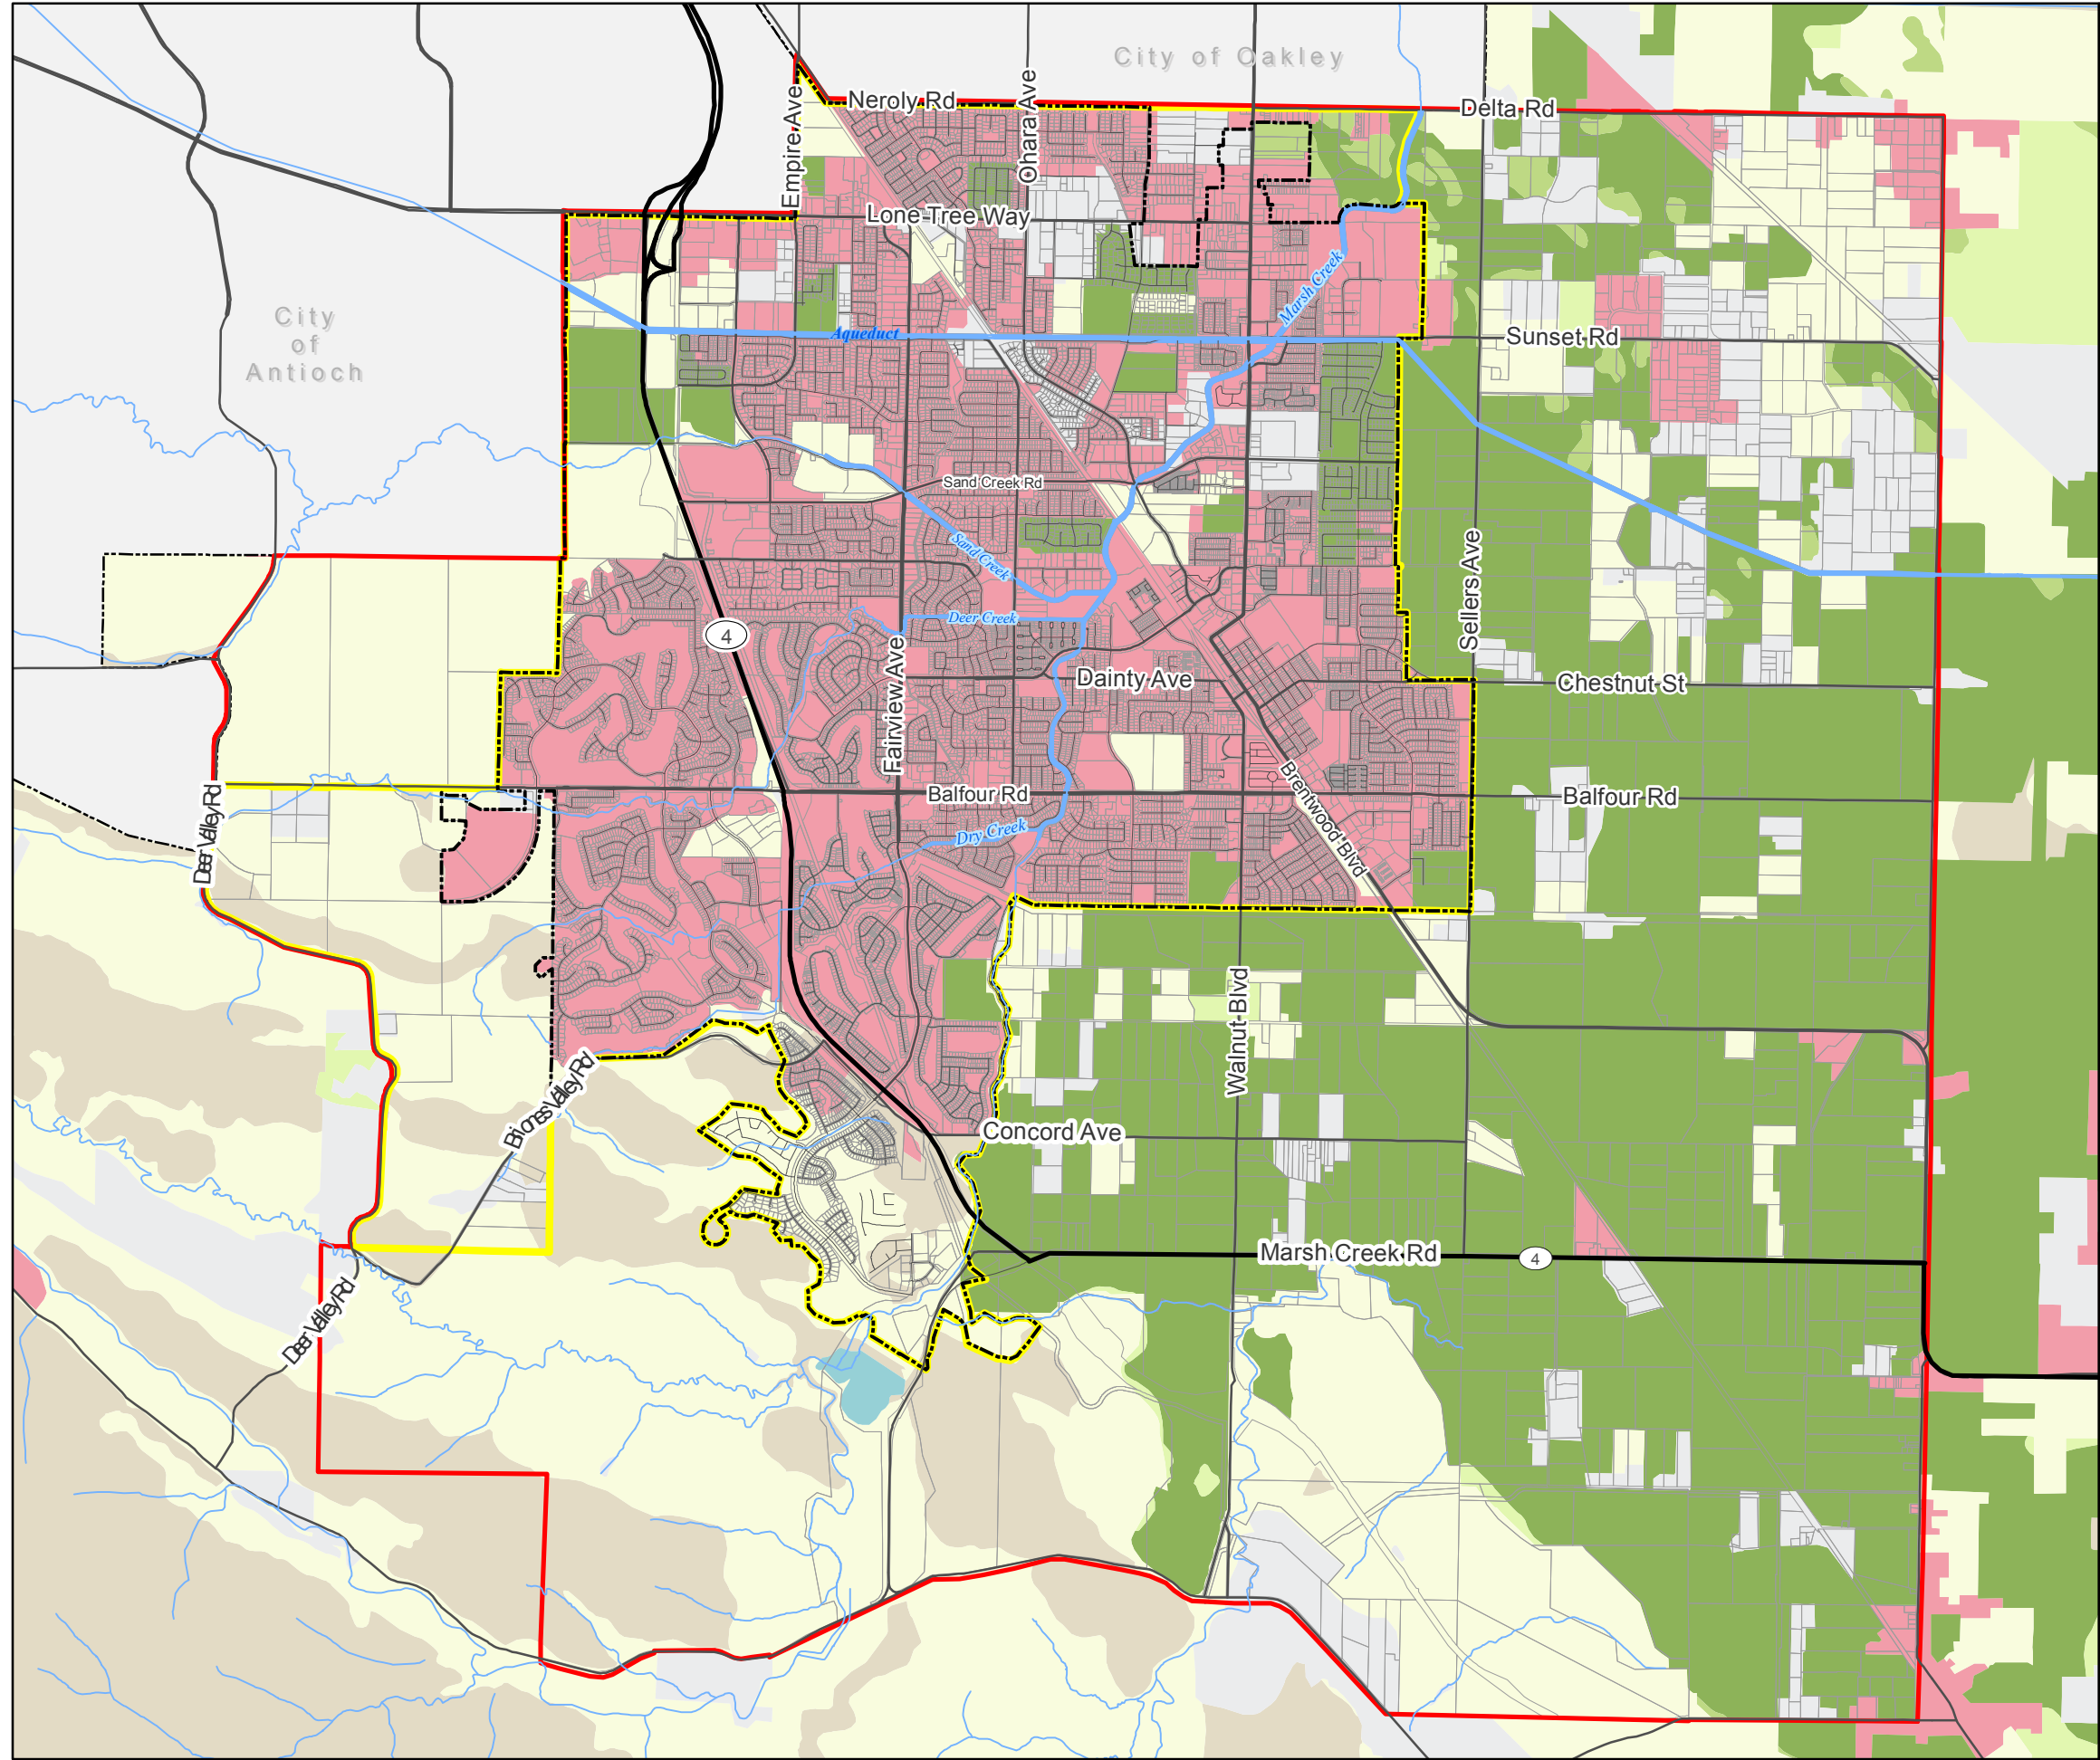 City of Oakley
Neroly Rd
Delta Rd
Empire Ave
Ohara Ave
Lone Tree Way
Marsh Creek
City
of
Antioch
Aqueduct
Sunset Rd
Sand Creek Rd
Sand Creek
Sellers Ave
Deer Creek
4
Fairview Ave
Dainty Ave
Chestnut St
Deer Valley Rd
Balfour Rd
Balfour Rd
Brentwood Blvd
Dry Creek
Walnut Blvd
Briones Valley Rd
Concord Ave
Marsh Creek Rd
4
Deer Valley Rd